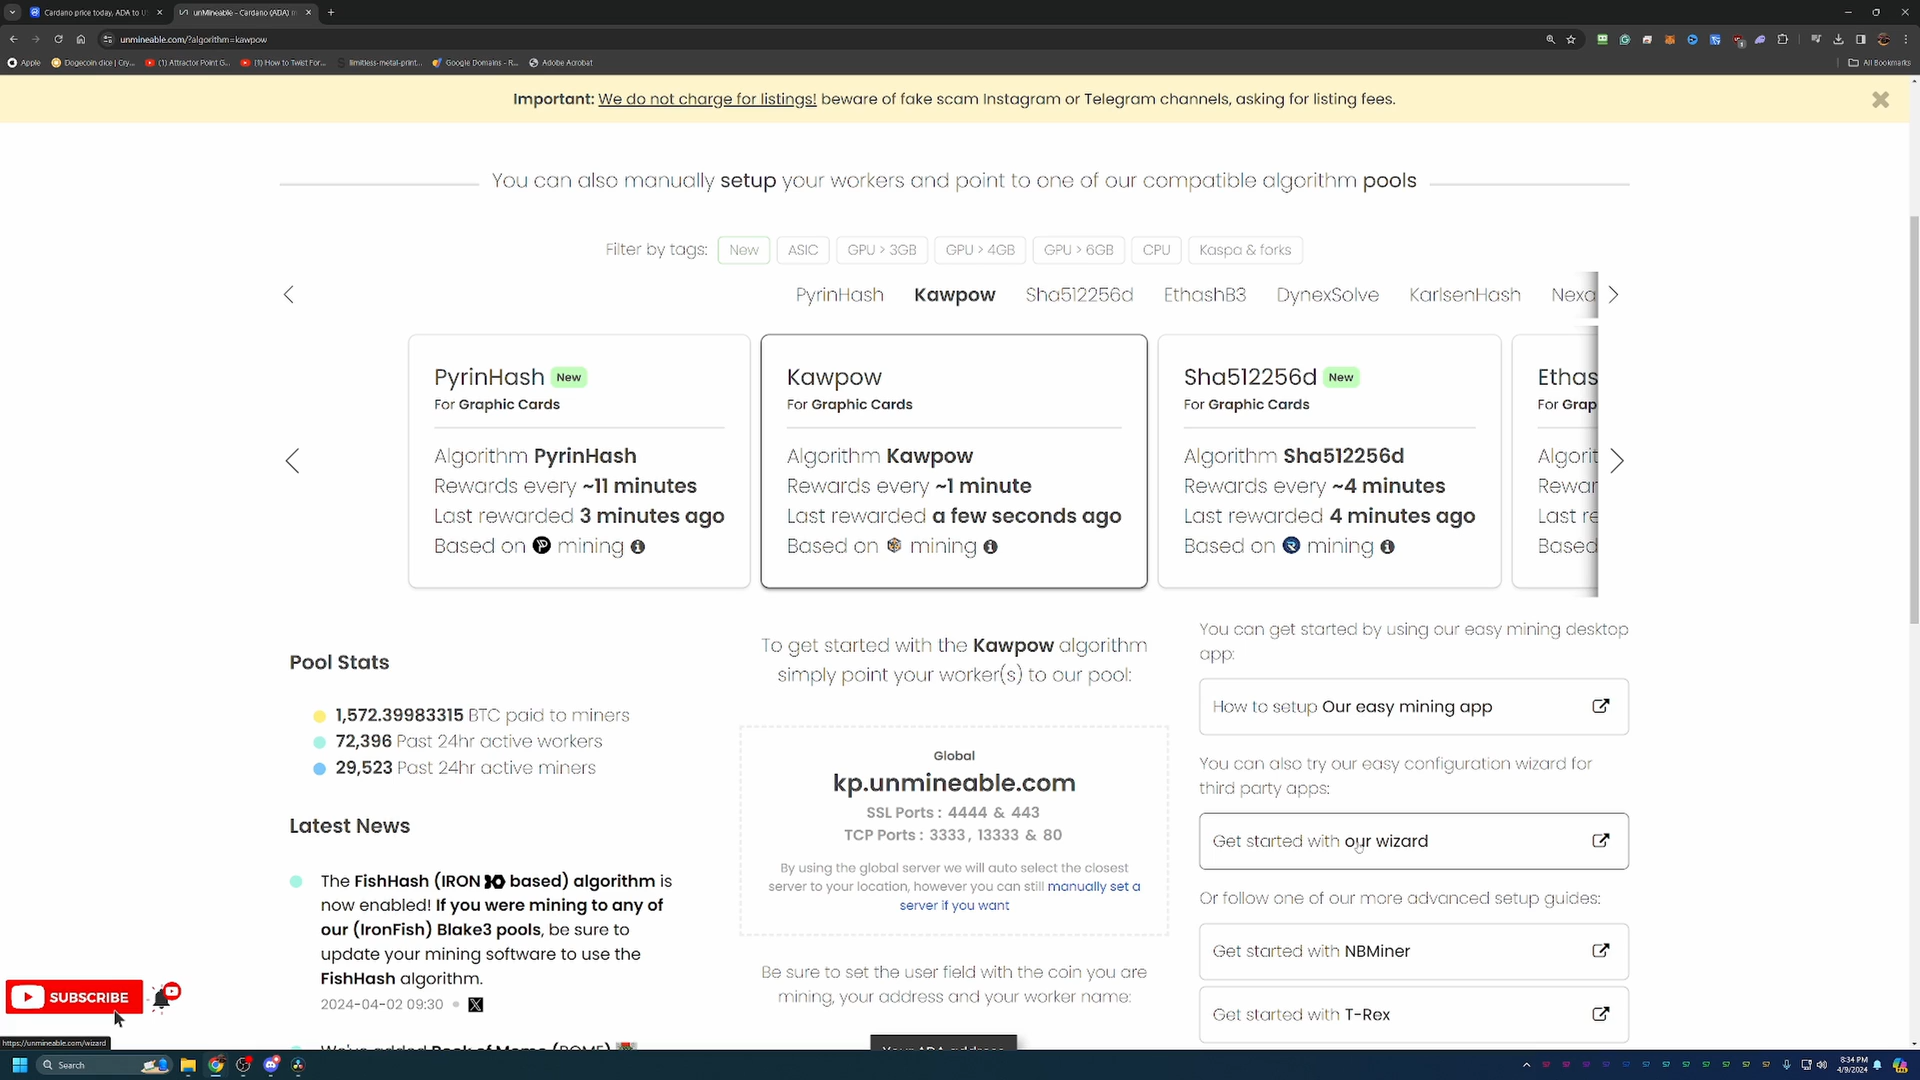 Cardano price today, ADA to U
unMineable - Cardano (ADA) m
unmineable.com/?algorithm=kawpow
Apple
Dogecoin dice | Cry...
(1) Attractor Point G...
(1) How to Twist For...
limitless-metal-print...
Google Domains - R...
Adobe Acrobat
All Bookmarks
Important: We do not charge for listings! beware of fake scam Instagram or Telegram channels, asking for listing fees.
You can also manually setup your workers and point to one of our compatible algorithm pools
Filter by tags: New ASIC GPU > 3GB GPU > 4GB GPU > 6GB CPU Kaspa & forks
PyrinHash Kawpow Sha512256d EthashB3 DynexSolve KarlsenHash Nexa
PyrinHash New
For Graphic Cards
Algorithm PyrinHash
Rewards every ~11 minutes
Last rewarded 3 minutes ago
Based on mining
Kawpow
For Graphic Cards
Algorithm Kawpow
Rewards every ~1 minute
Last rewarded a few seconds ago
Based on mining
Sha512256d New
For Graphic Cards
Algorithm Sha512256d
Rewards every ~4 minutes
Last rewarded 4 minutes ago
Based on mining
Ethas
For Grap
Algorit
Rewar
Last re
Based
Pool Stats
1,572.39983315 BTC paid to miners
72,396 Past 24hr active workers
29,523 Past 24hr active miners
Latest News
The FishHash (IRON based) algorithm is
now enabled! If you were mining to any of
our (IronFish) Blake3 pools, be sure to
update your mining software to use the
FishHash algorithm.
2024-04-02 09:30
To get started with the Kawpow algorithm
simply point your worker(s) to our pool:
Global
kp.unmineable.com
SSL Ports : 4444 & 443
TCP Ports : 3333, 13333 & 80
By using the global server we will auto select the closest
server to your location, however you can still manually set a
server if you want
Be sure to set the user field with the coin you are
mining, your address and your worker name:
Your ADA address
You can get started by using our easy mining desktop
app:
How to setup Our easy mining app
You can also try our easy configuration wizard for
third party apps:
Get started with our wizard
Or follow one of our more advanced setup guides:
Get started with NBMiner
Get started with T-Rex
SUBSCRIBE
https://unmineable.com/wizard
Search
8:34 PM
4/9/2024